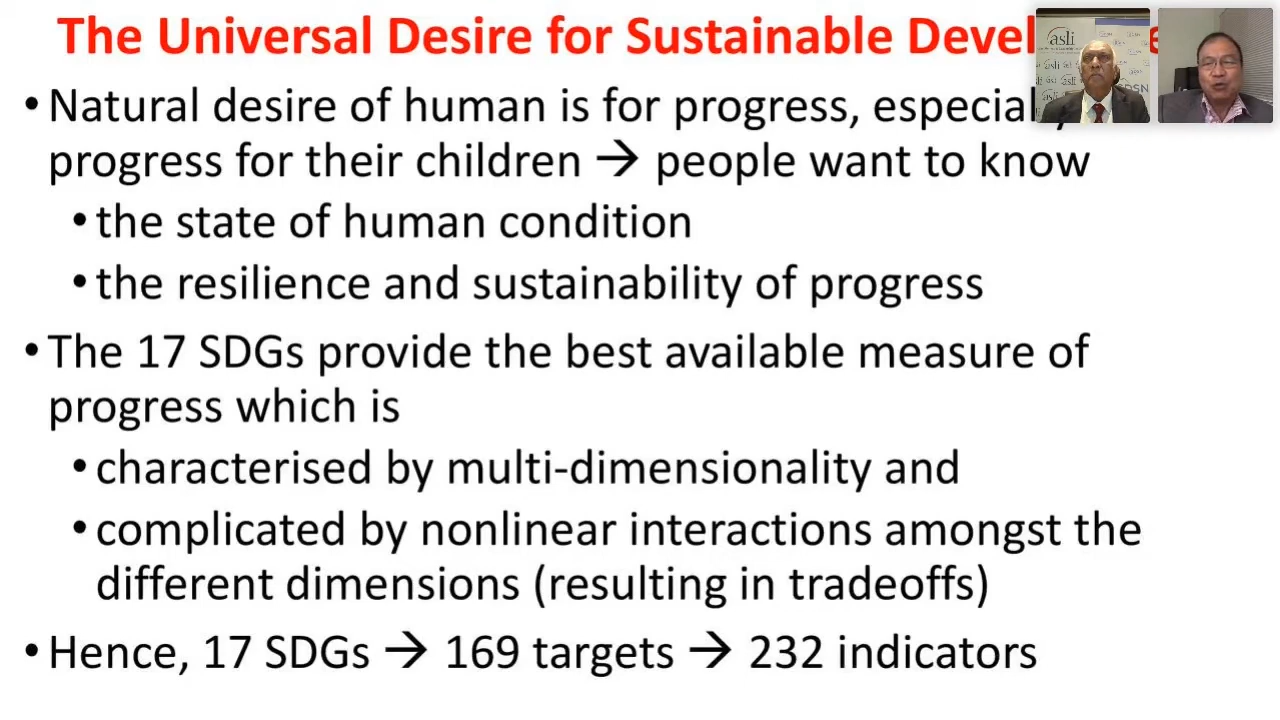 The Universal Desire for Sustainable Devel
• Natural desire of human is for progress, especially
progress for their children → people want to know
• the state of human condition
• the resilience and sustainability of progress
• The 17 SDGs provide the best available measure of
progress which is
• characterised by multi-dimensionality and
• complicated by nonlinear interactions amongst the
different dimensions (resulting in tradeoffs)
• Hence, 17 SDGs → 169 targets → 232 indicators
asli